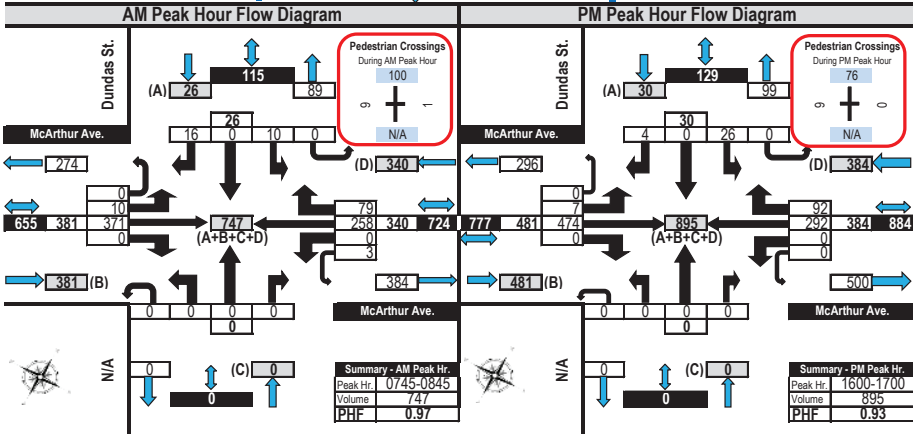 AM Peak Hour Flow Diagram
Dundas St.
115
(A) 26
89
Pedestrian Crossings
During AM Peak Hour
100
9
1
N/A
26
16 0 10 0
McArthur Ave.
274
(D) 340
0
10
655 381 371
0
747
(A+B+C+D)
79
258 340 724
0
3
381 (B)
384
0 0 0 0
0
McArthur Ave.
N/A
0
(C) 0
0
Summary - AM Peak Hr.
Peak Hr. 0745-0845
Volume 747
PHF 0.97
PM Peak Hour Flow Diagram
Dundas St.
129
(A) 30
99
Pedestrian Crossings
During PM Peak Hour
76
9
0
N/A
30
4 0 26 0
McArthur Ave.
296
(D) 384
0
7
777 481 474
0
895
(A+B+C+D)
92
292 384 884
0
0
481 (B)
500
0 0 0 0
0
McArthur Ave.
N/A
0
(C) 0
0
Summary - PM Peak Hr.
Peak Hr. 1600-1700
Volume 895
PHF 0.93